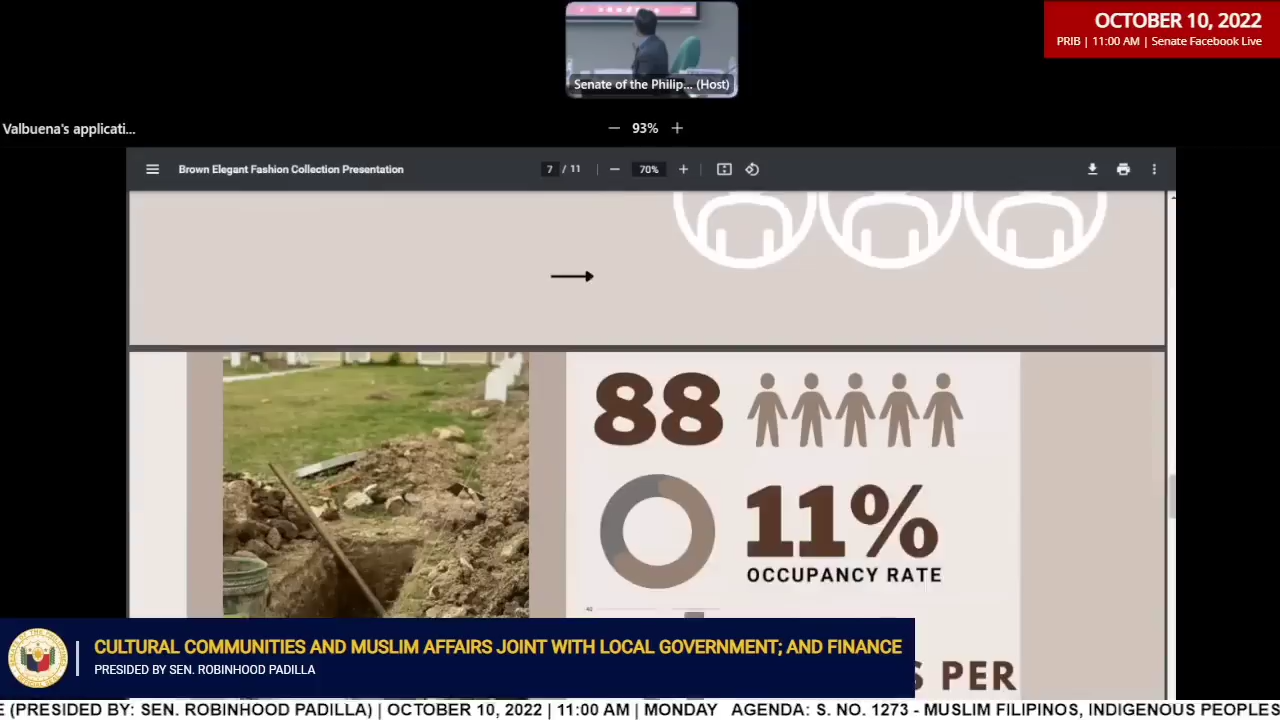 OCTOBER 10, 2022
PRIB | 11:00 AM | Senate Facebook Live
Senate of the Philip... (Host)
Valbuena's applicati...
93%
Brown Elegant Fashion Collection Presentation
7 / 11
70%
88
11%
OCCUPANCY RATE
40
S PER
CULTURAL COMMUNITIES AND MUSLIM AFFAIRS JOINT WITH LOCAL GOVERNMENT; AND FINANCE
PRESIDED BY SEN. ROBINHOOD PADILLA
E (PRESIDED BY: SEN. ROBINHOOD PADILLA) | OCTOBER 10, 2022 | 11:00 AM | MONDAY AGENDA: S. NO. 1273 - MUSLIM FILIPINOS, INDIGENOUS PEOPLES